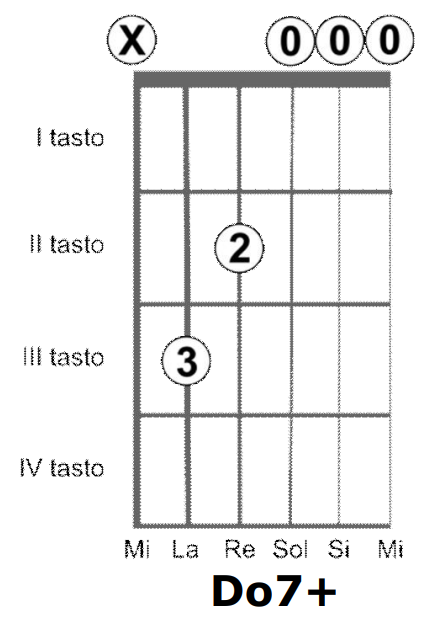 X 0 0 0
I tasto
II tasto
2
III tasto
3
IV tasto
Mi La Re Sol Si Mi
Do7+